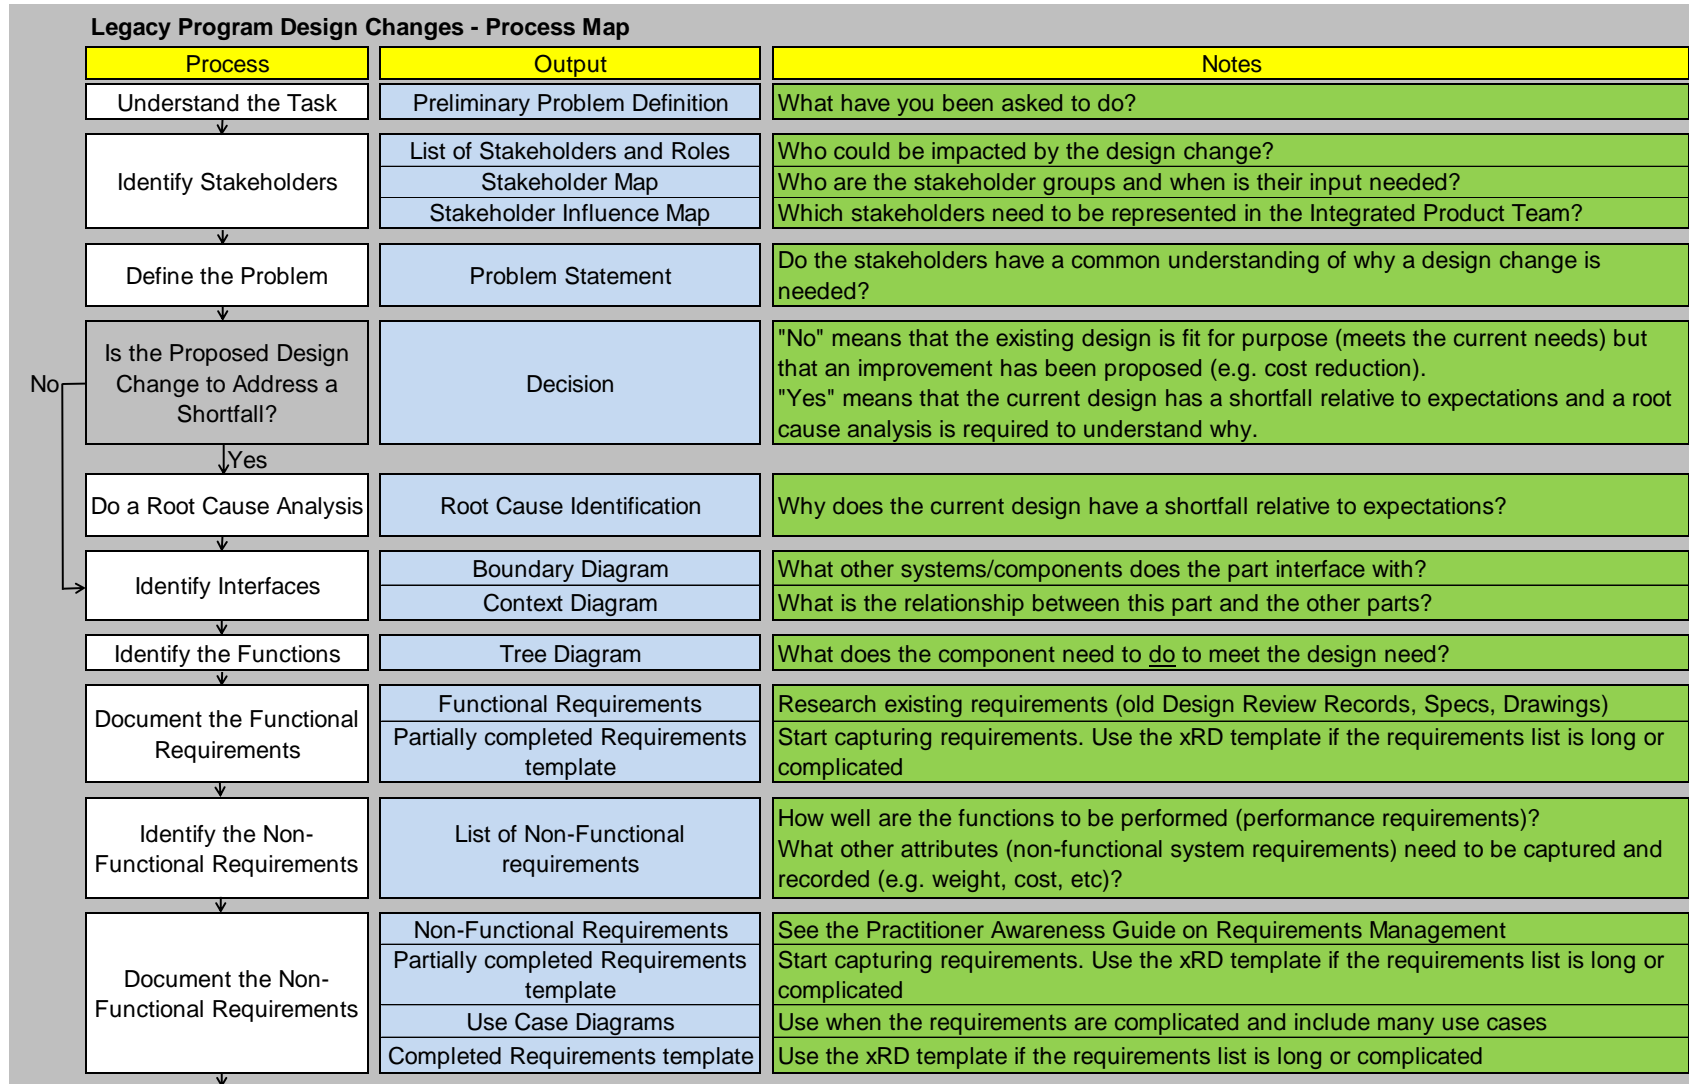 Legacy Program Design Changes - Process Map
Process
Output
Notes
Understand the Task
Preliminary Problem Definition
What have you been asked to do?
Identify Stakeholders
List of Stakeholders and Roles
Who could be impacted by the design change?
Stakeholder Map
Who are the stakeholder groups and when is their input needed?
Stakeholder Influence Map
Which stakeholders need to be represented in the Integrated Product Team?
Define the Problem
Problem Statement
Do the stakeholders have a common understanding of why a design change is
needed?
No
Is the Proposed Design
Change to Address a
Shortfall?
Decision
"No" means that the existing design is fit for purpose (meets the current needs) but
that an improvement has been proposed (e.g. cost reduction).
"Yes" means that the current design has a shortfall relative to expectations and a root
cause analysis is required to understand why.
Yes
Do a Root Cause Analysis
Root Cause Identification
Why does the current design have a shortfall relative to expectations?
Identify Interfaces
Boundary Diagram
What other systems/components does the part interface with?
Context Diagram
What is the relationship between this part and the other parts?
Identify the Functions
Tree Diagram
What does the component need to do to meet the design need?
Document the Functional
Requirements
Functional Requirements
Research existing requirements (old Design Review Records, Specs, Drawings)
Partially completed Requirements
template
Start capturing requirements. Use the xRD template if the requirements list is long or
complicated
Identify the Non-
Functional Requirements
List of Non-Functional
requirements
How well are the functions to be performed (performance requirements)?
What other attributes (non-functional system requirements) need to be captured and
recorded (e.g. weight, cost, etc)?
Document the Non-
Functional Requirements
Non-Functional Requirements
See the Practitioner Awareness Guide on Requirements Management
Partially completed Requirements
template
Start capturing requirements. Use the xRD template if the requirements list is long or
complicated
Use Case Diagrams
Use when the requirements are complicated and include many use cases
Completed Requirements template
Use the xRD template if the requirements list is long or complicated